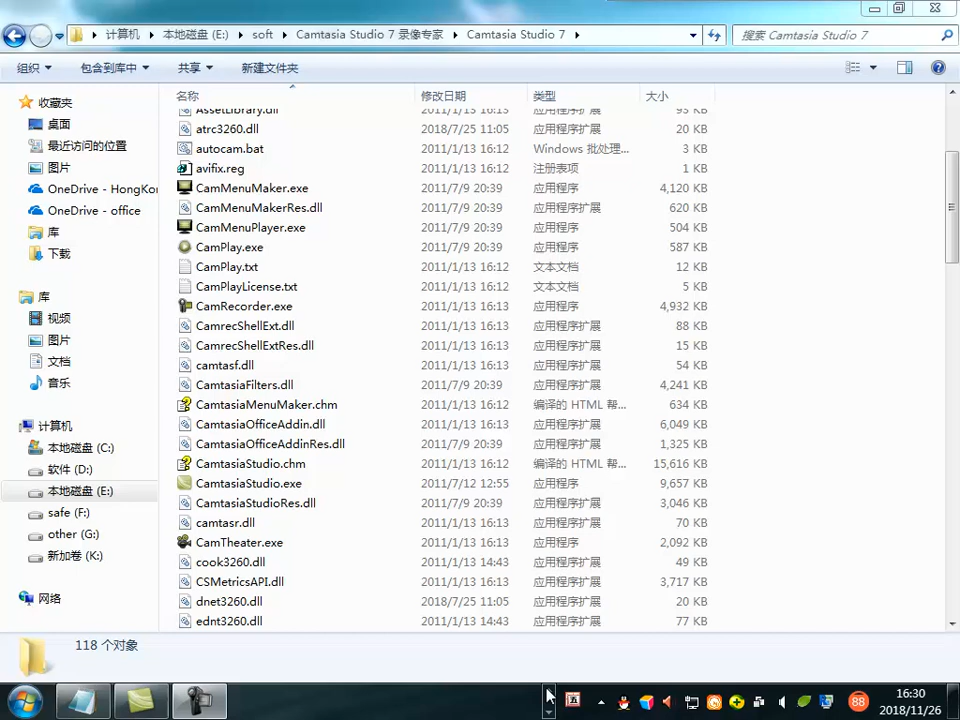 计算机 本地磁盘 (E:) soft Camtasia Studio 7 录像专家 Camtasia Studio 7
搜索 Camtasia Studio 7
组织 包含到库中 共享 新建文件夹
收藏夹
桌面
最近访问的位置
图片
OneDrive - HongKo
OneDrive - office
库
下载
库
视频
图片
文档
音乐
计算机
本地磁盘 (C:)
软件 (D:)
本地磁盘 (E:)
safe (F:)
other (G:)
新加卷 (K:)
网络
名称 修改日期 类型 大小
AssetLibrary.dll 2011/1/13 16:13 应用程序扩展 95 KB
atrc3260.dll 2018/7/25 11:05 应用程序扩展 20 KB
autocam.bat 2011/1/13 16:12 Windows 批处理... 3 KB
avifix.reg 2011/1/13 16:12 注册表项 1 KB
CamMenuMaker.exe 2011/7/9 20:39 应用程序 4,120 KB
CamMenuMakerRes.dll 2011/7/9 20:39 应用程序扩展 620 KB
CamMenuPlayer.exe 2011/7/9 20:39 应用程序 504 KB
CamPlay.exe 2011/7/9 20:39 应用程序 587 KB
CamPlay.txt 2011/1/13 16:12 文本文档 12 KB
CamPlayLicense.txt 2011/1/13 16:12 文本文档 5 KB
CamRecorder.exe 2011/1/13 16:13 应用程序 4,932 KB
CamrecShellExt.dll 2011/1/13 16:13 应用程序扩展 88 KB
CamrecShellExtRes.dll 2011/1/13 16:13 应用程序扩展 15 KB
camtasf.dll 2011/1/13 16:13 应用程序扩展 54 KB
CamtasiaFilters.dll 2011/7/9 20:39 应用程序扩展 4,241 KB
CamtasiaMenuMaker.chm 2011/1/13 16:12 编译的 HTML 帮... 634 KB
CamtasiaOfficeAddin.dll 2011/1/13 16:13 应用程序扩展 6,049 KB
CamtasiaOfficeAddinRes.dll 2011/7/9 20:39 应用程序扩展 1,325 KB
CamtasiaStudio.chm 2011/1/13 16:12 编译的 HTML 帮... 15,616 KB
CamtasiaStudio.exe 2011/7/12 12:55 应用程序 9,657 KB
CamtasiaStudioRes.dll 2011/7/9 20:39 应用程序扩展 3,046 KB
camtasr.dll 2011/1/13 16:13 应用程序扩展 70 KB
CamTheater.exe 2011/1/13 16:13 应用程序 2,092 KB
cook3260.dll 2011/1/13 14:43 应用程序扩展 49 KB
CSMetricsAPI.dll 2011/1/13 16:13 应用程序扩展 3,717 KB
dnet3260.dll 2018/7/25 11:05 应用程序扩展 20 KB
ednt3260.dll 2011/1/13 14:43 应用程序扩展 77 KB
118 个对象
88
16:30
2018/11/26